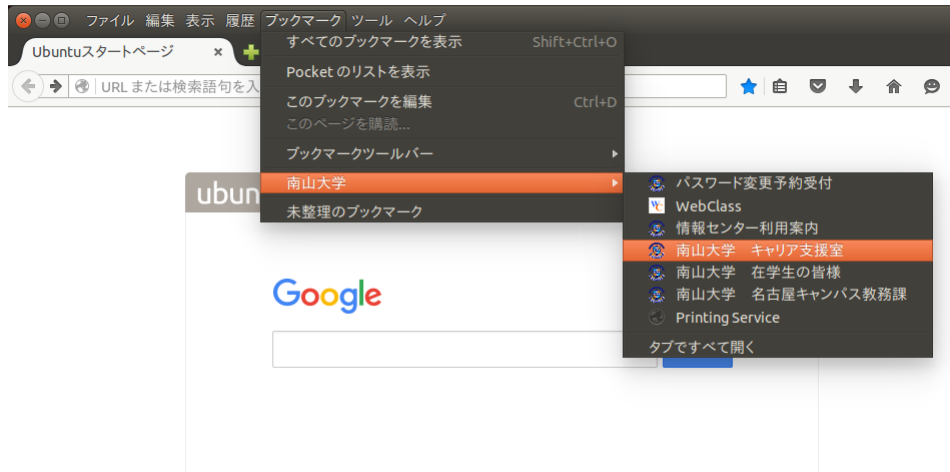 ファイル 編集 表示 履歴 ブックマーク ツール ヘルプ
Ubuntuスタートページ
URL または検索語句を入
すべてのブックマークを表示 Shift+Ctrl+O
Pocket のリストを表示
このブックマークを編集 Ctrl+D
このページを購読...
ブックマークツールバー
南山大学
未整理のブックマーク
パスワード変更予約受付
WebClass
情報センター利用案内
南山大学　キャリア支援室
南山大学　在学生の皆様
南山大学　名古屋キャンパス教務課
Printing Service
タブですべて開く
ubun
Google